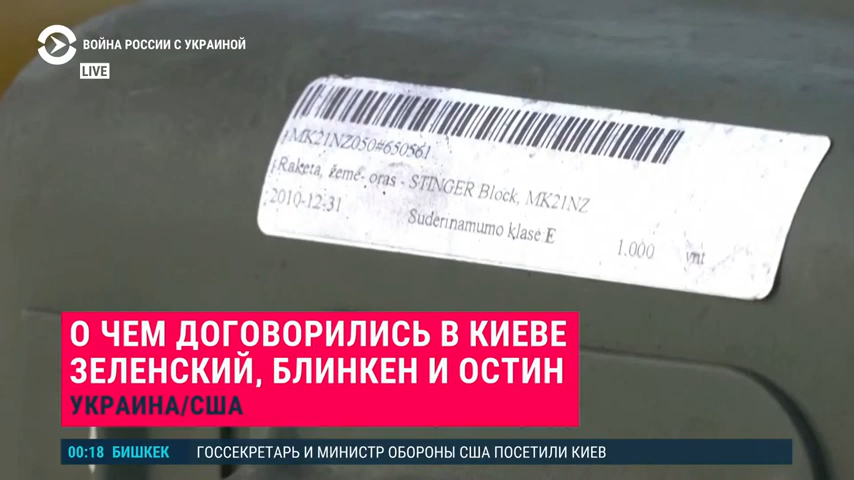 ВОЙНА РОССИИ С УКРАИНОЙ
LIVE
MK21NZ050#650561
Raketa, žemė- oras - STINGER Block, MK21NZ
2010-12-31 Suderinamumo klasė E 1.000 vnt
О ЧЕМ ДОГОВОРИЛИСЬ В КИЕВЕ
ЗЕЛЕНСКИЙ, БЛИНКЕН И ОСТИН
УКРАИНА/США
00:18 БИШКЕК ГОССЕКРЕТАРЬ И МИНИСТР ОБОРОНЫ США ПОСЕТИЛИ КИЕВ